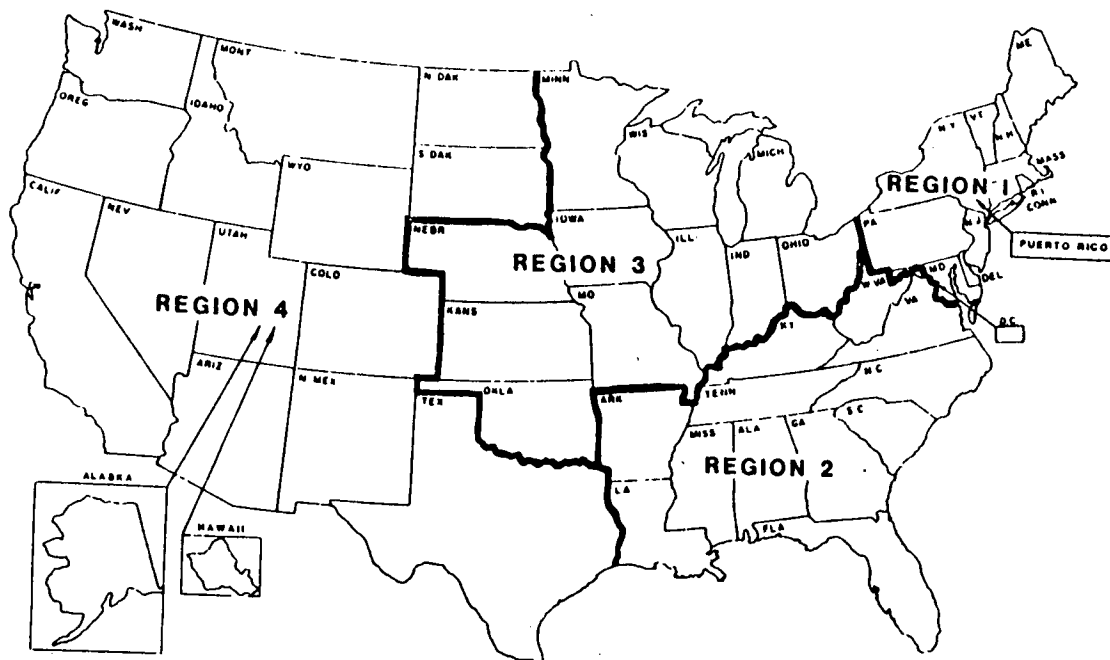 WASH
MONT
N DAK
MINN
ME
OREG
IDAHO
S DAK
WIS
MICH
N Y
VT
N H
MASS
WYO
REGION 1
R I
CONN
CALIF
NEV
UTAH
NEBR
IOWA
ILL
IND
OHIO
PA
N J
PUERTO RICO
REGION 3
COLO
KANS
MO
W VA
MD
DEL
VA
REGION 4
KY
D C
ARIZ
N MEX
TEX
OKLA
ARK
TENN
N C
MISS
ALA
GA
S C
REGION 2
ALASKA
LA
HAWAII
FLA